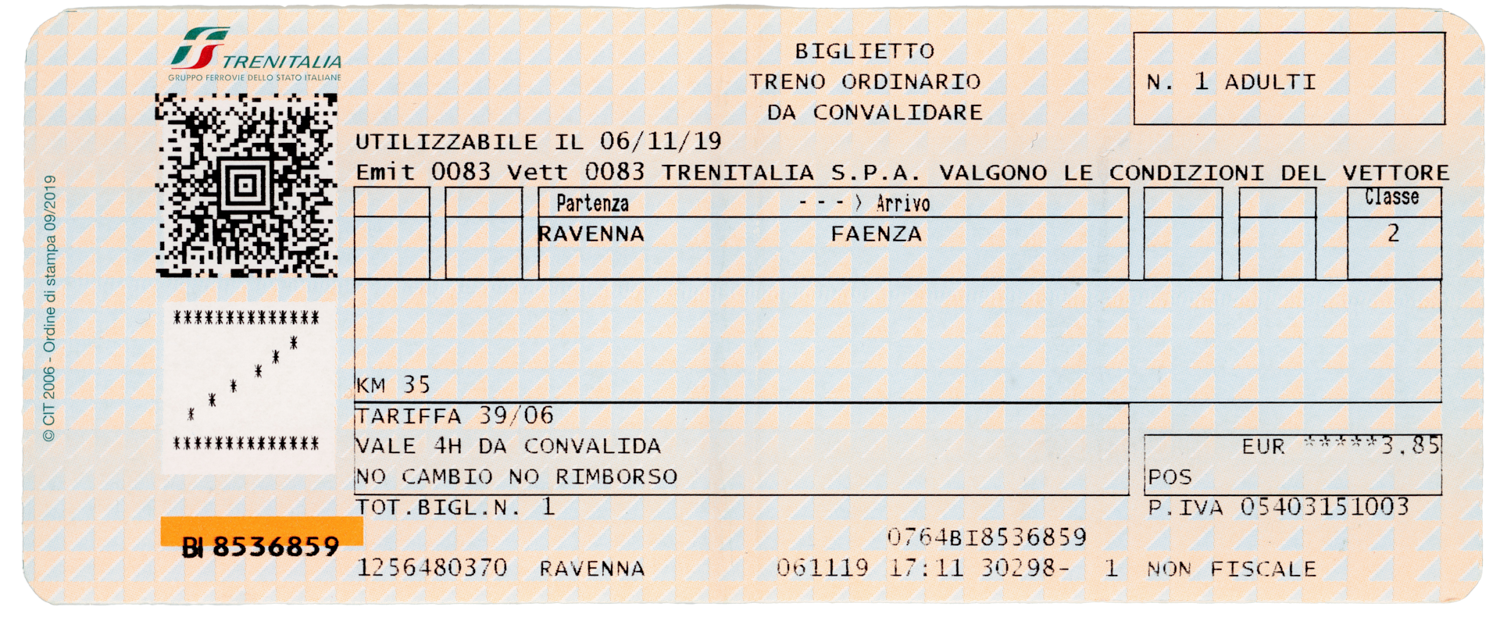 TRENITALIA
GRUPPO FERROVIE DELLO STATO ITALIANE
BIGLIETTO
TRENO ORDINARIO
DA CONVALIDARE
N. 1 ADULTI
UTILIZZABILE IL 06/11/19
Emit 0083 Vett 0083 TRENITALIA S.P.A. VALGONO LE CONDIZIONI DEL VETTORE
Partenza - - - > Arrivo Classe
RAVENNA FAENZA 2
KM 35
TARIFFA 39/06
VALE 4H DA CONVALIDA
NO CAMBIO NO RIMBORSO
EUR *****3,85
POS
TOT.BIGL.N. 1
P.IVA 05403151003
0764BI8536859
1256480370 RAVENNA 061119 17:11 30298- 1 NON FISCALE
**************
* * * * * *
**************
BI 8536859
© CIT 2006 - Ordine di stampa 09/2019